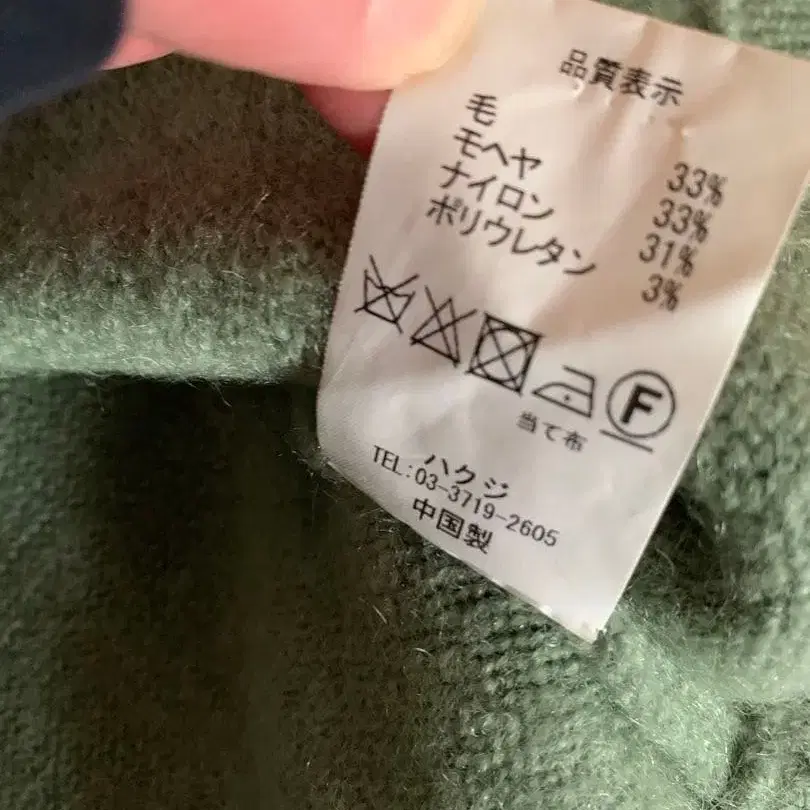 品質表示
毛 33%
モヘヤ 33%
ナイロン 31%
ポリウレタン 3%
F
当て布
ハクジ
TEL:03-3719-2605
中国製